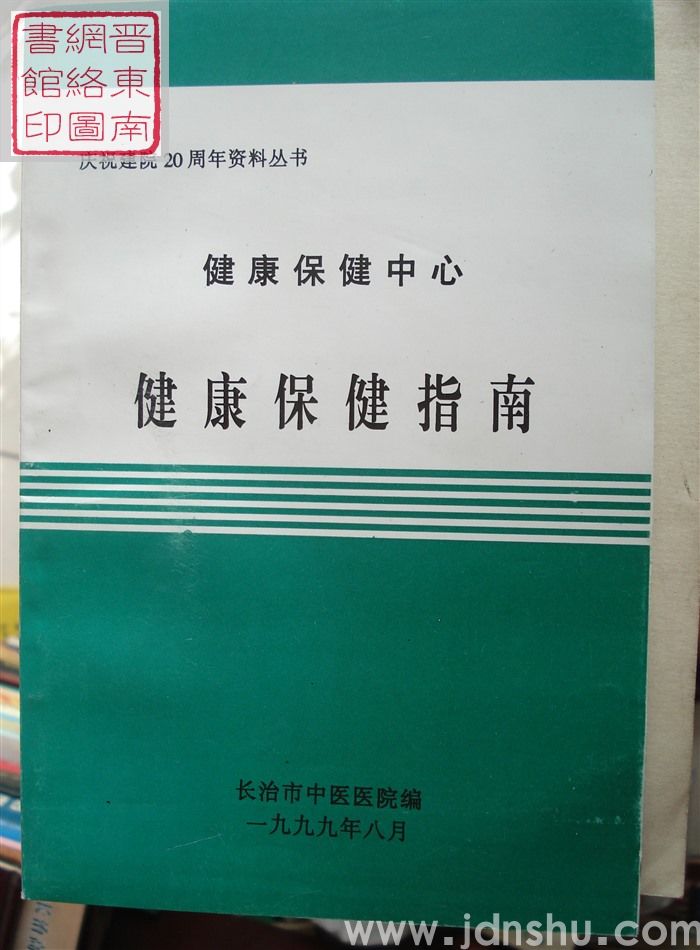 晋東南
網絡圖
書館印
庆祝建院 20 周年资料丛书
健康保健中心
健康保健指南
长治市中医医院编
一九九九年八月
www.jdnshu.com